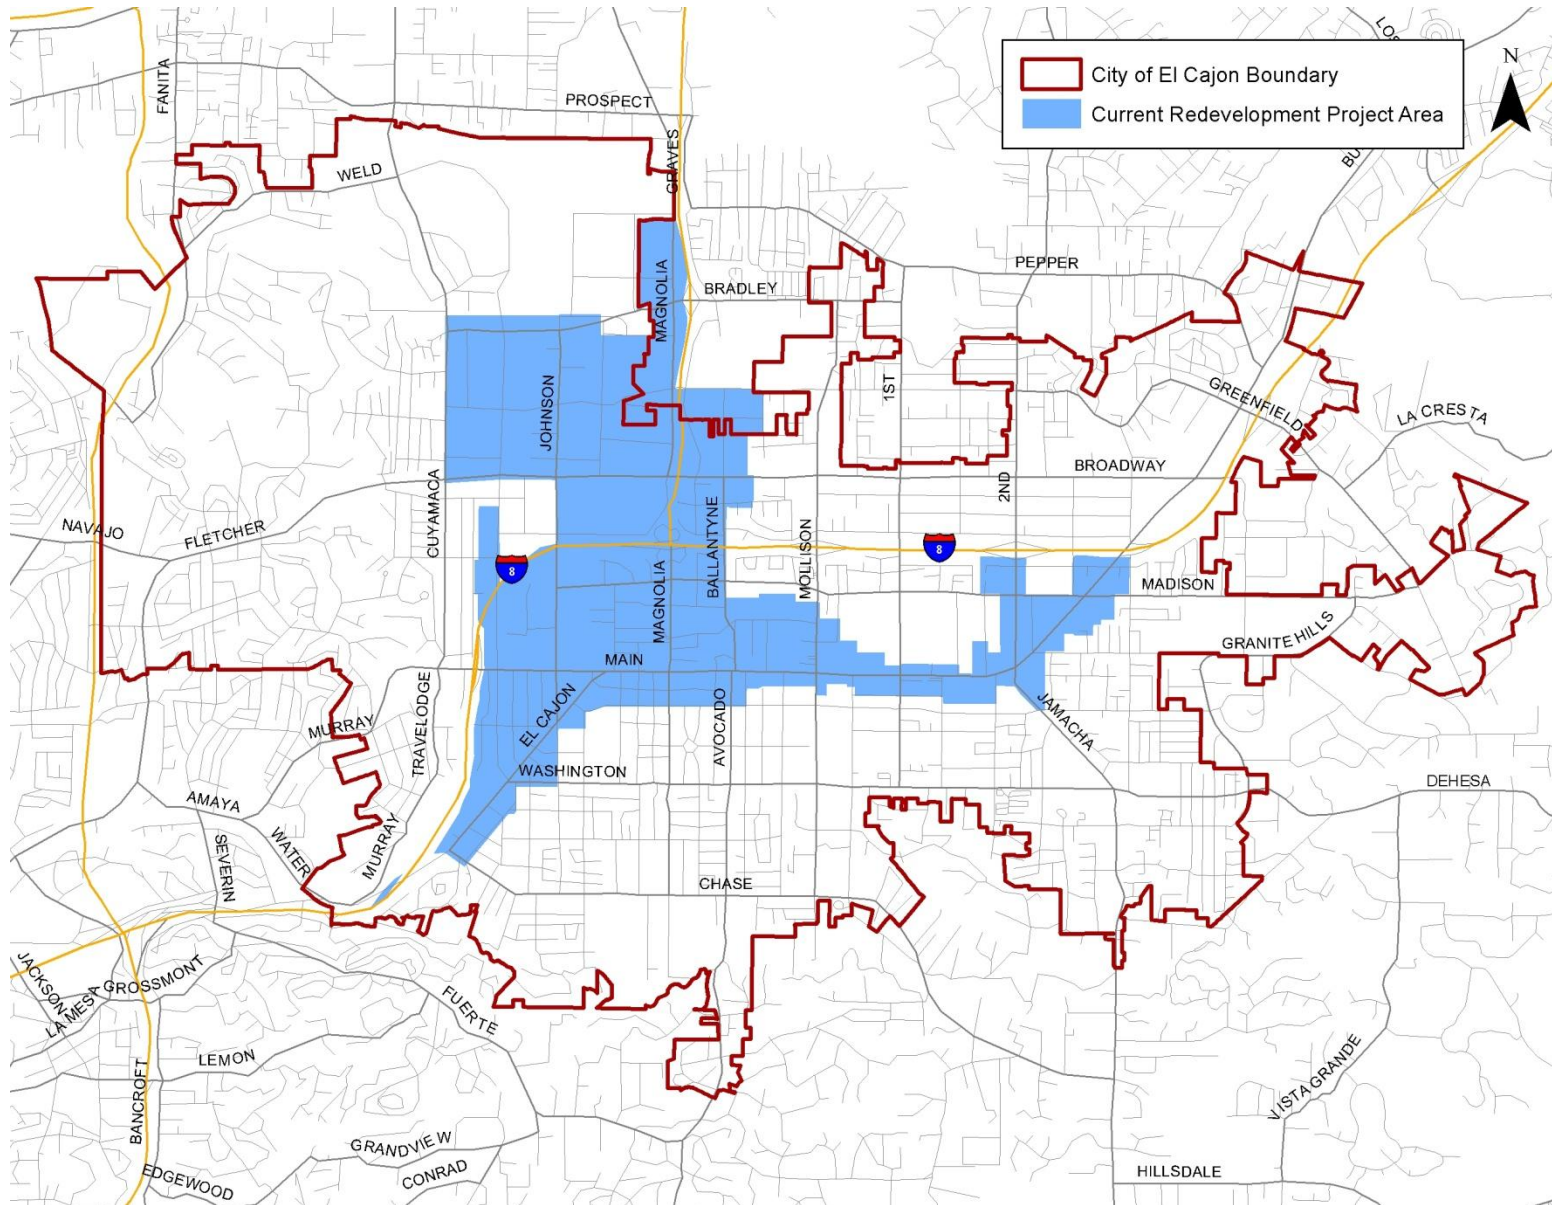 City of El Cajon Boundary
Current Redevelopment Project Area
N
FANITA
PROSPECT
GRAVES
WELD
PEPPER
MAGNOLIA
BRADLEY
1ST
GREENFIELD
LA CRESTA
JOHNSON
BROADWAY
2ND
CUYAMACA
NAVAJO
FLETCHER
BALLANTYNE
MOLLISON
8
8
MADISON
MAGNOLIA
GRANITE HILLS
MAIN
EL CAJON
AVOCADO
JAMACHA
MURRAY
TRAVELODGE
WASHINGTON
DEHESA
AMAYA
WATER
MURRAY
SEVERIN
CHASE
JACKSON
LA MESA
GROSSMONT
FUERTE
LEMON
BANCROFT
VISTA GRANDE
GRANDVIEW
CONRAD
EDGEWOOD
HILLSDALE